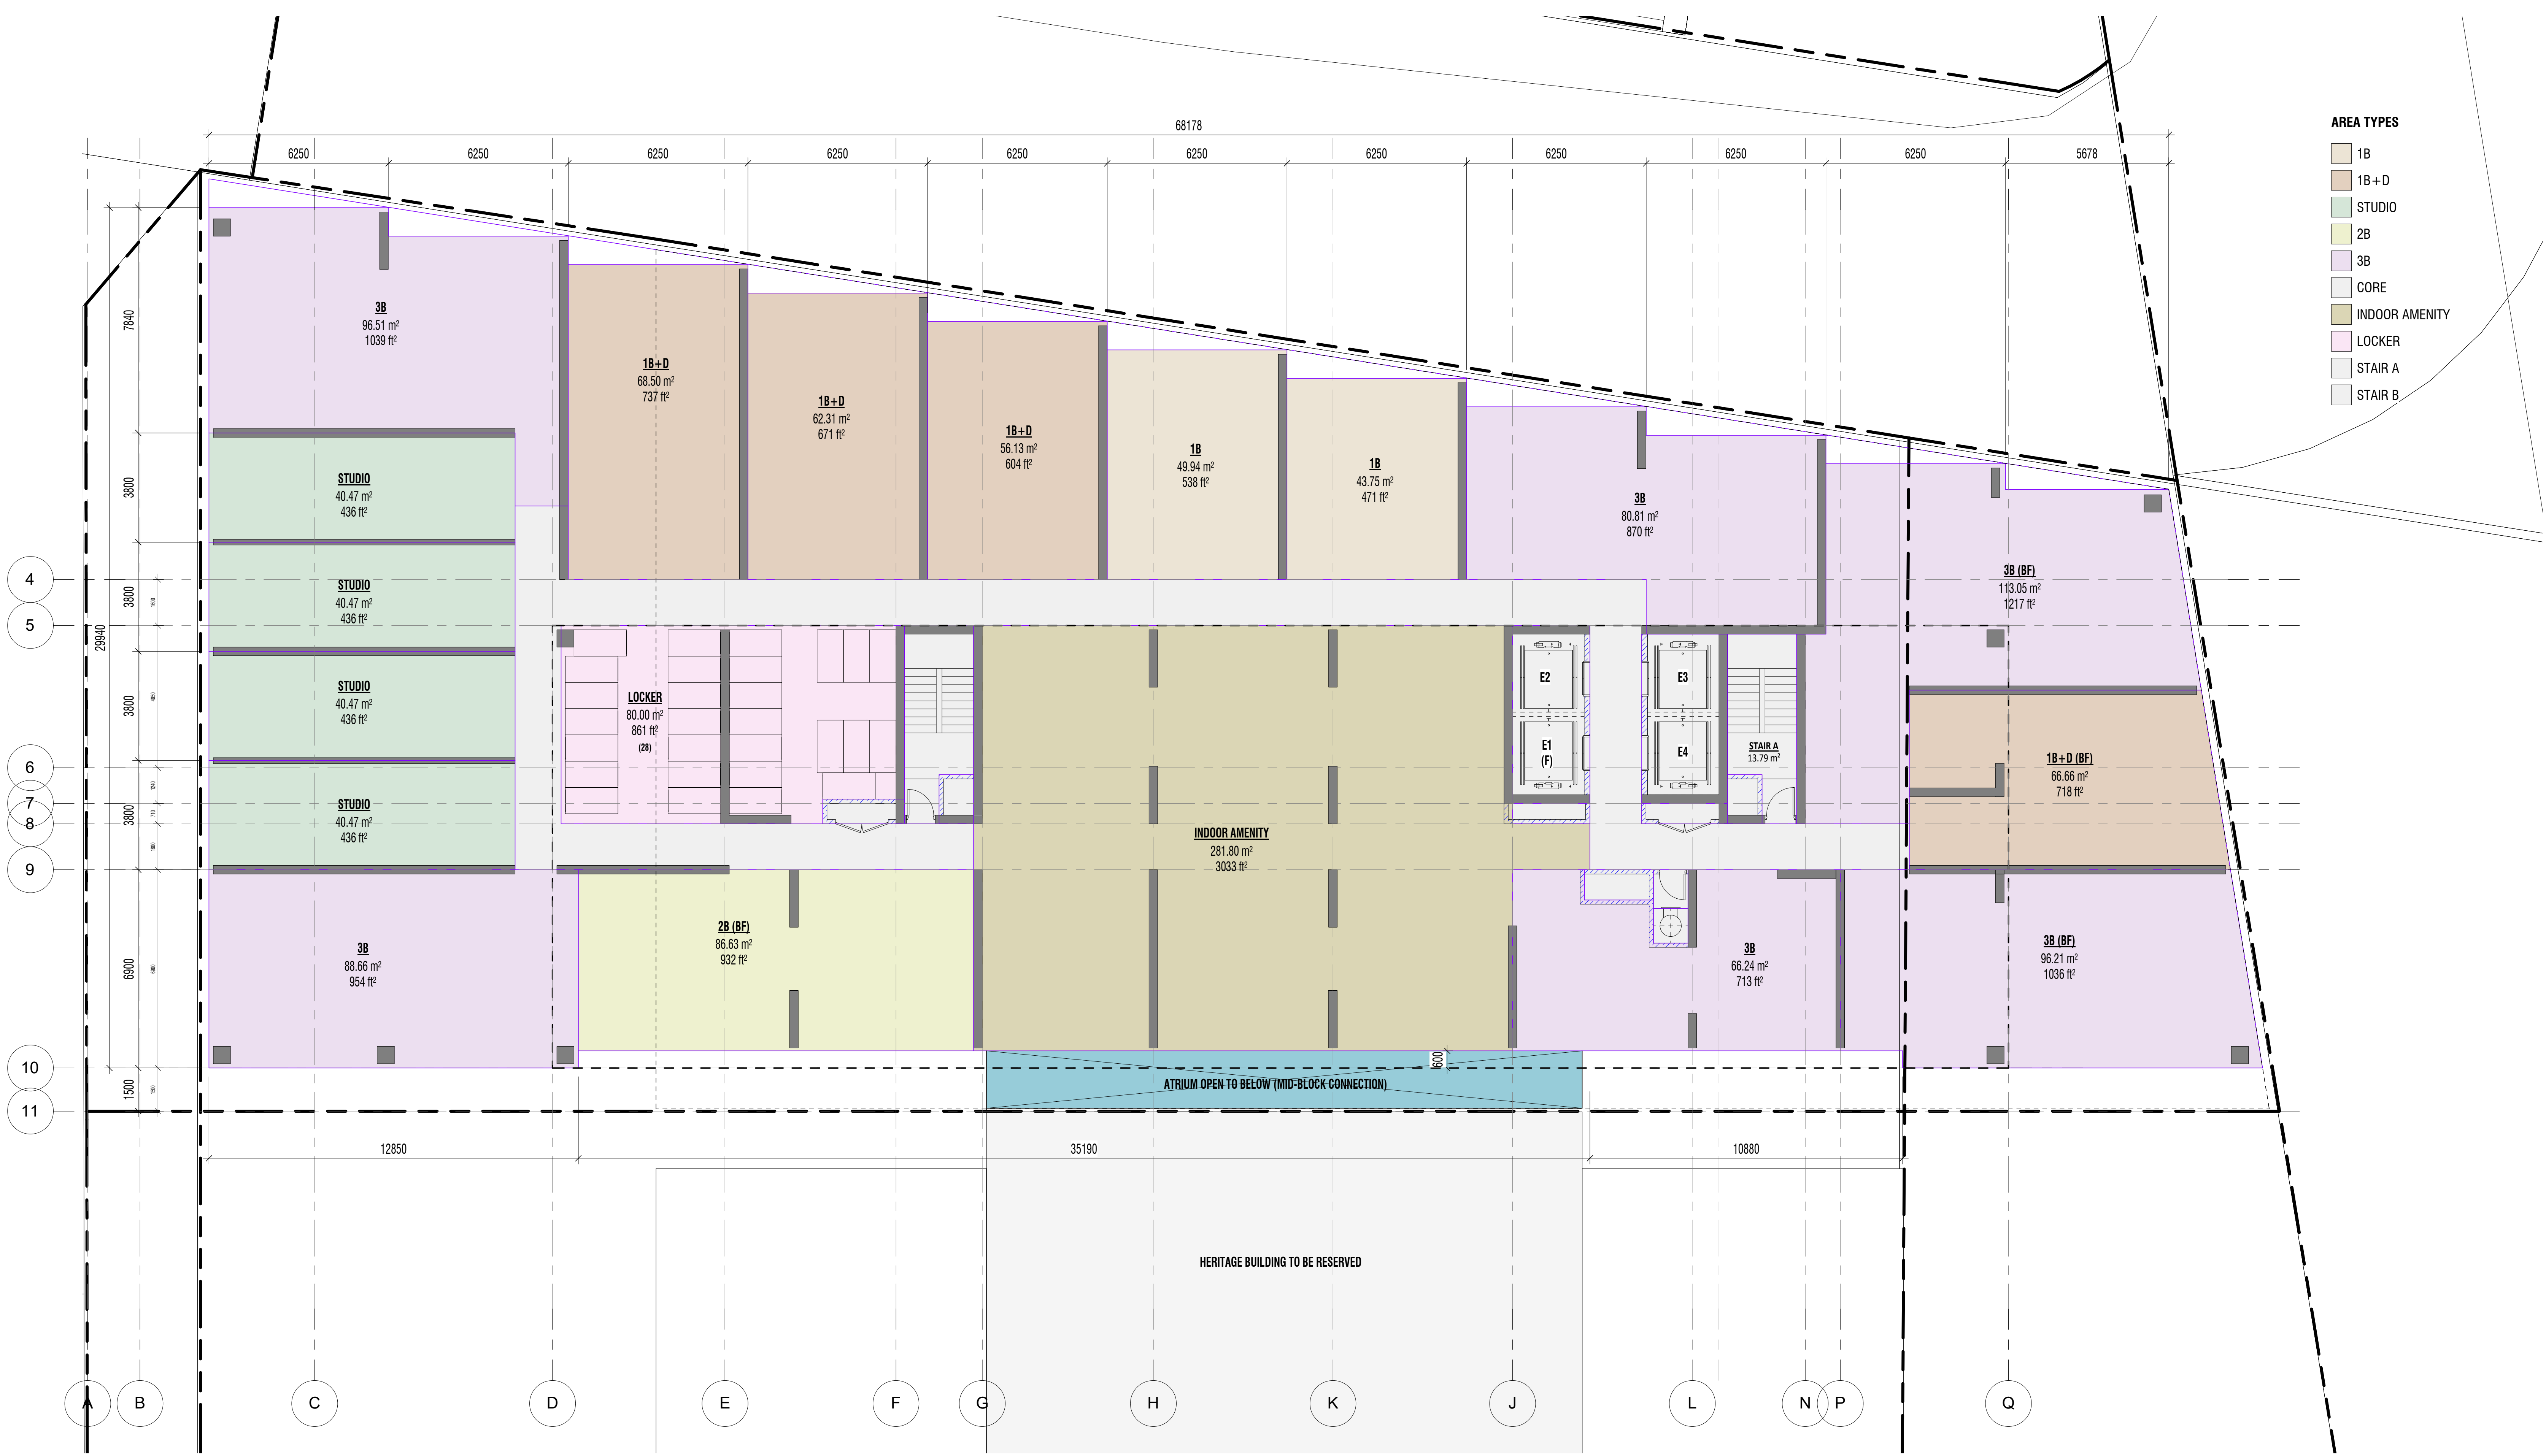 68178
6250
6250
6250
6250
6250
6250
6250
6250
6250
6250
5678
AREA TYPES
1B
1B+D
STUDIO
2B
3B
CORE
INDOOR AMENITY
LOCKER
STAIR A
STAIR B
3B
96.51 m²
1039 ft²
1B+D
68.50 m²
737 ft²
1B+D
62.31 m²
671 ft²
1B+D
56.13 m²
604 ft²
1B
49.94 m²
538 ft²
1B
43.75 m²
471 ft²
3B
80.81 m²
870 ft²
3B (BF)
113.05 m²
1217 ft²
STUDIO
40.47 m²
436 ft²
STUDIO
40.47 m²
436 ft²
STUDIO
40.47 m²
436 ft²
STUDIO
40.47 m²
436 ft²
LOCKER
80.00 m²
861 ft²
(28)
E2
E1
(F)
E3
E4
STAIR A
13.79 m²
1B+D (BF)
66.66 m²
718 ft²
INDOOR AMENITY
281.80 m²
3033 ft²
3B
88.66 m²
954 ft²
2B (BF)
86.63 m²
932 ft²
3B
66.24 m²
713 ft²
3B (BF)
96.21 m²
1036 ft²
600
ATRIUM OPEN TO BELOW (MID-BLOCK CONNECTION)
12850
35190
10880
HERITAGE BUILDING TO BE RESERVED
29940
7840
3800
3800
3800
3800
6900
1500
4
5
6
7
8
9
10
11
A
B
C
D
E
F
G
H
K
J
L
N
P
Q